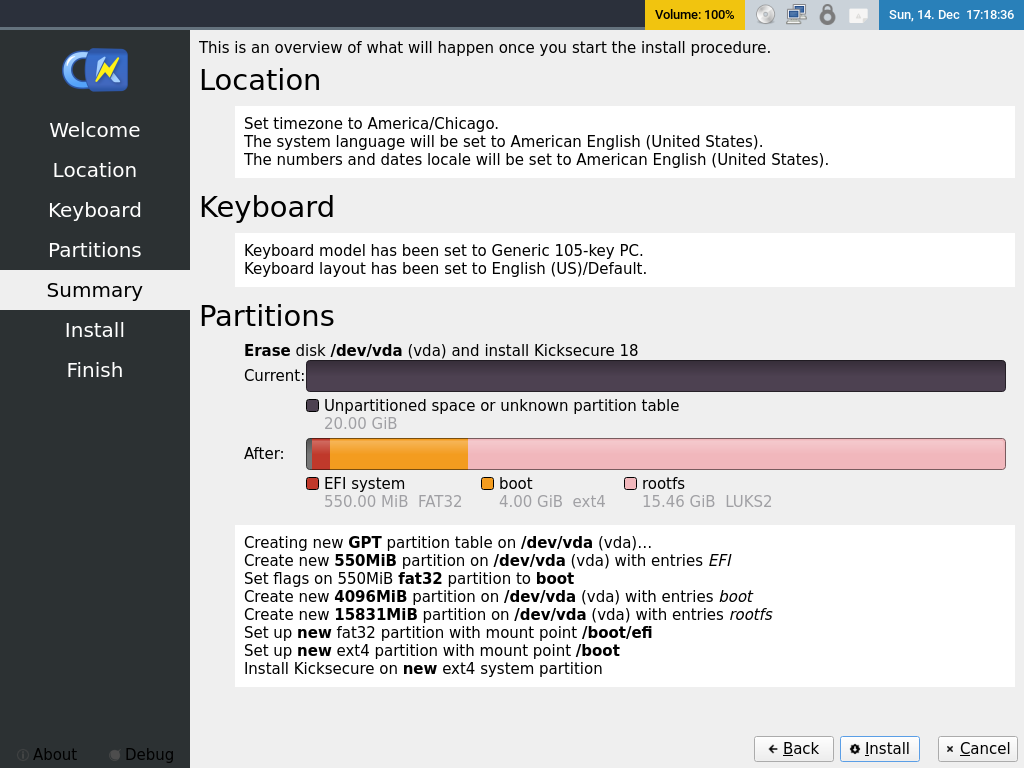 Volume: 100%
Sun, 14. Dec 17:18:36
Welcome
Location
Keyboard
Partitions
Summary
Install
Finish
About
Debug
This is an overview of what will happen once you start the install procedure.
Location
Set timezone to America/Chicago.
The system language will be set to American English (United States).
The numbers and dates locale will be set to American English (United States).
Keyboard
Keyboard model has been set to Generic 105-key PC.
Keyboard layout has been set to English (US)/Default.
Partitions
Erase disk /dev/vda (vda) and install Kicksecure 18
Current:
Unpartitioned space or unknown partition table
20.00 GiB
After:
EFI system boot rootfs
550.00 MiB FAT32 4.00 GiB ext4 15.46 GiB LUKS2
Creating new GPT partition table on /dev/vda (vda)…
Create new 550MiB partition on /dev/vda (vda) with entries EFI
Set flags on 550MiB fat32 partition to boot
Create new 4096MiB partition on /dev/vda (vda) with entries boot
Create new 15831MiB partition on /dev/vda (vda) with entries rootfs
Set up new fat32 partition with mount point /boot/efi
Set up new ext4 partition with mount point /boot
Install Kicksecure on new ext4 system partition
Back Install Cancel